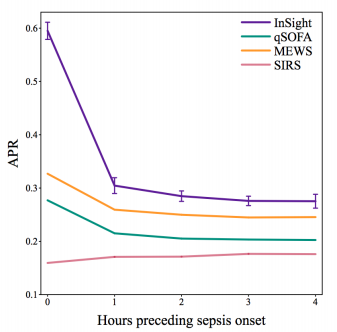 InSight
qSOFA
MEWS
SIRS
0.6
0.5
0.4
0.3
0.2
0.1
APR
0 1 2 3 4
Hours preceding sepsis onset